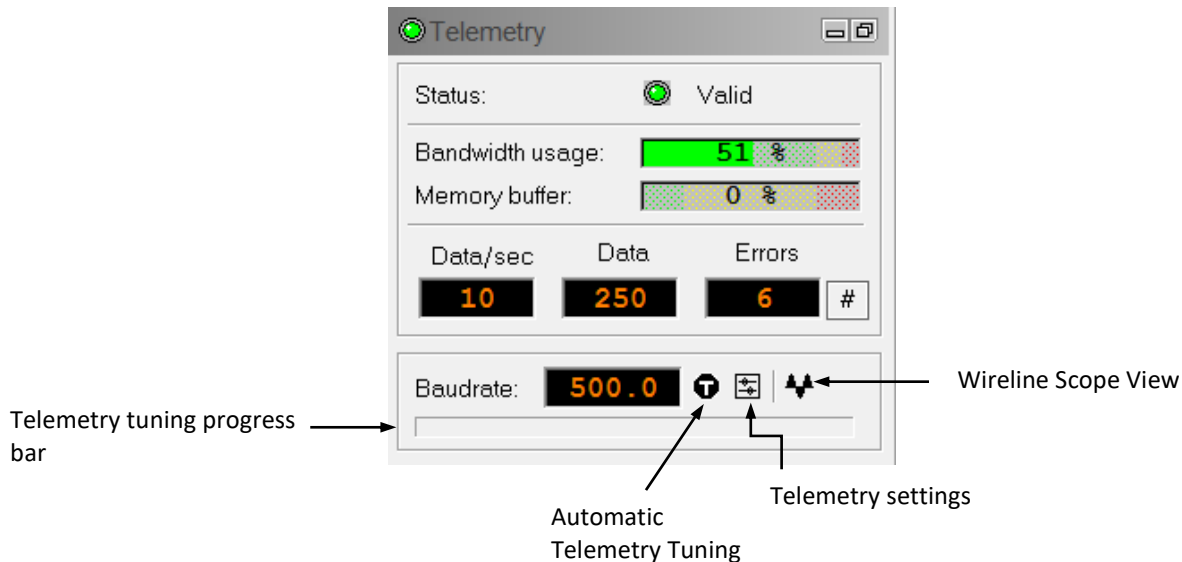 Telemetry
Status: Valid
Bandwidth usage: 51 %
Memory buffer: 0 %
Data/sec Data Errors
10 250 6 #
Baudrate: 500.0 T
Wireline Scope View
Telemetry tuning progress
bar
Telemetry settings
Automatic
Telemetry Tuning